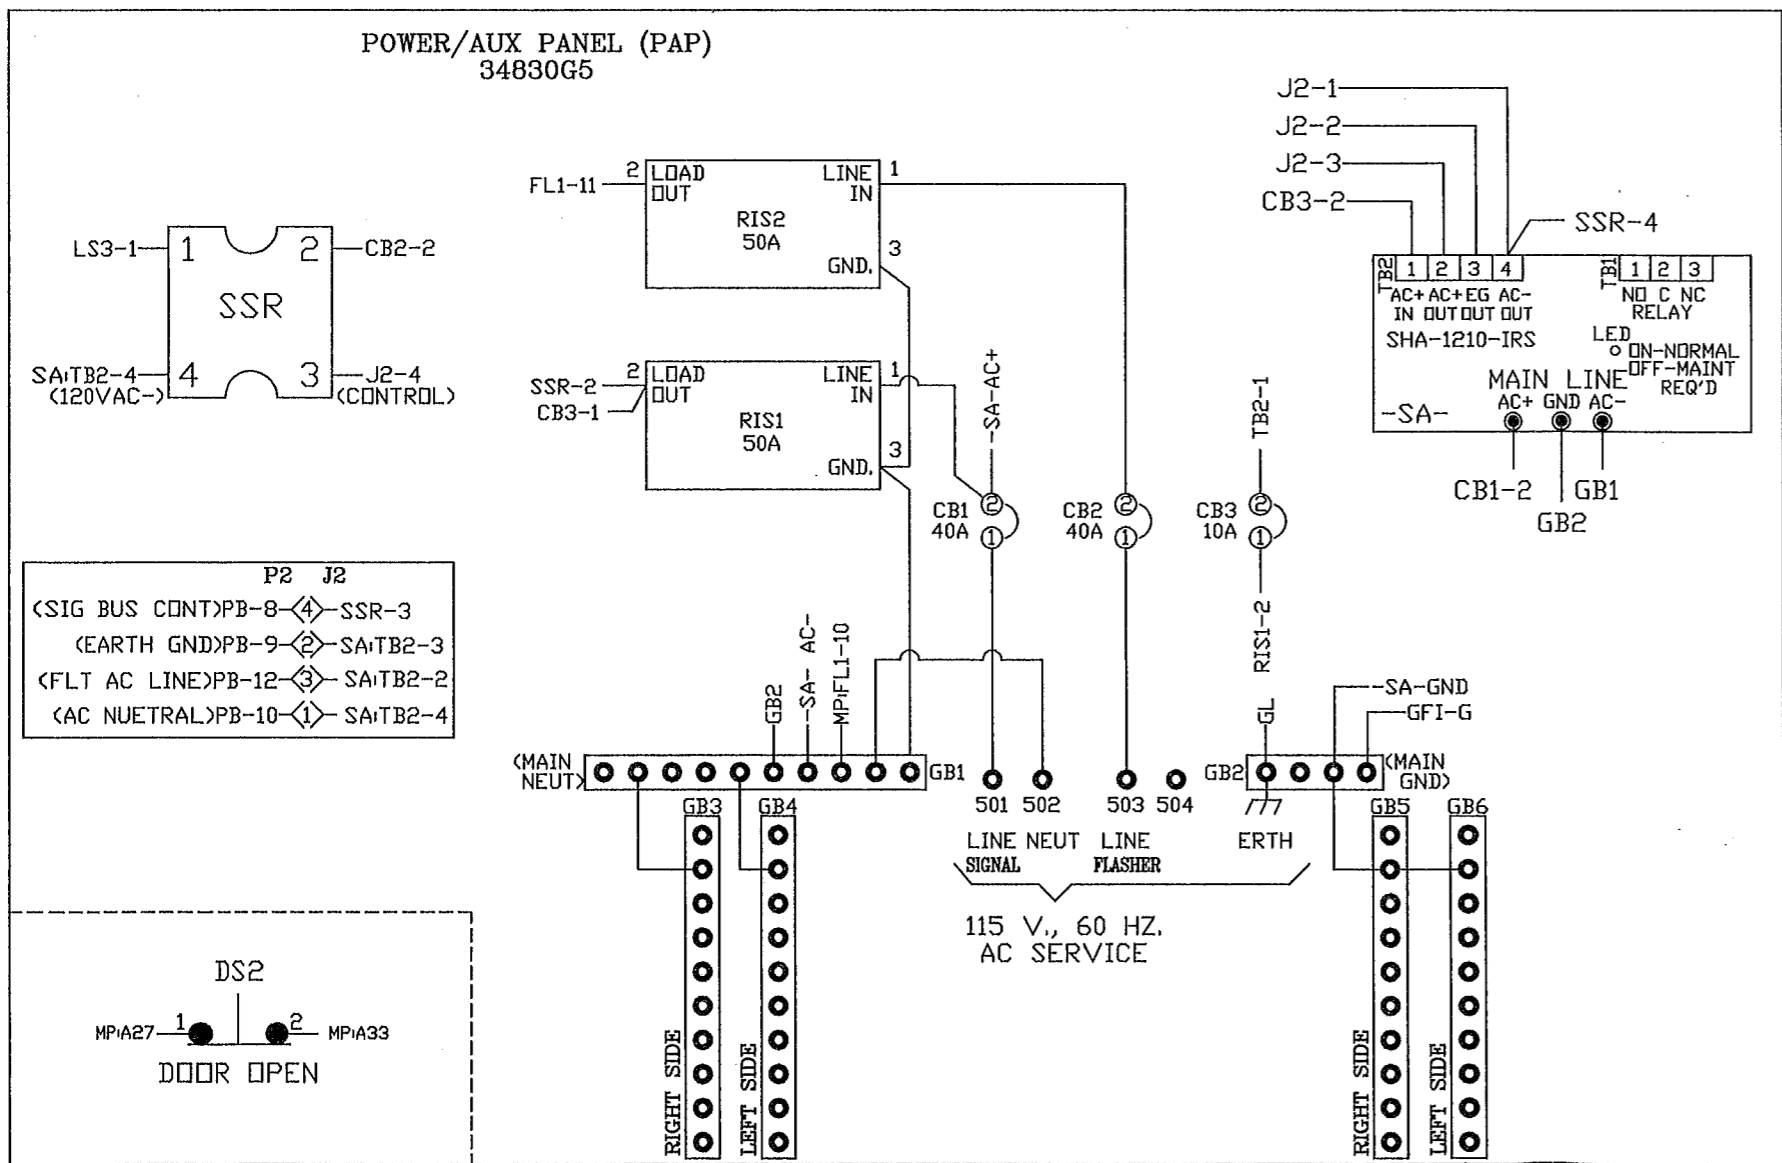 POWER/AUX PANEL (PAP)
34830G5
J2-1
J2-2
J2-3
CB3-2
SSR-4
FL1-11
2
LOAD
OUT
LINE
IN
1
RIS2
50A
3
GND.
LS3-1
1
2
CB2-2
SSR
SA:TB2-4
(120VAC-)
4
3
J2-4
(CONTROL)
SSR-2
CB3-1
2
LOAD
OUT
LINE
IN
1
RIS1
50A
3
GND.
TB2
1 2 3 4
AC+ AC+ EG AC-
IN OUT OUT OUT
SHA-1210-IRS
TB1
1 2 3
NO C NC
RELAY
LED
ON-NORMAL
OFF-MAINT
REQ'D
MAIN LINE
AC+ GND AC-
-SA-
CB1-2
GB2
GB1
-SA-AC+
TB2-1
CB1
40A
2
1
CB2
40A
2
1
CB3
10A
2
1
P2 J2
(SIG BUS CONT)PB-8 4 SSR-3
(EARTH GND)PB-9 2 SA:TB2-3
(FLT AC LINE)PB-12 3 SA:TB2-2
(AC NUETRAL)PB-10 1 SA:TB2-4
GB2
-SA- AC-
MP:FL1-10
RIS1-2
GL
-SA-GND
GFI-G
(MAIN
NEUT)
GB1
GB2
(MAIN
GND)
501 502 503 504
GB3
GB4
GB5
GB6
LINE NEUT LINE ERTH
SIGNAL FLASHER
115 V., 60 HZ.
AC SERVICE
DS2
MP:A27
1
2
MP:A33
DOOR OPEN
RIGHT SIDE
LEFT SIDE
RIGHT SIDE
LEFT SIDE